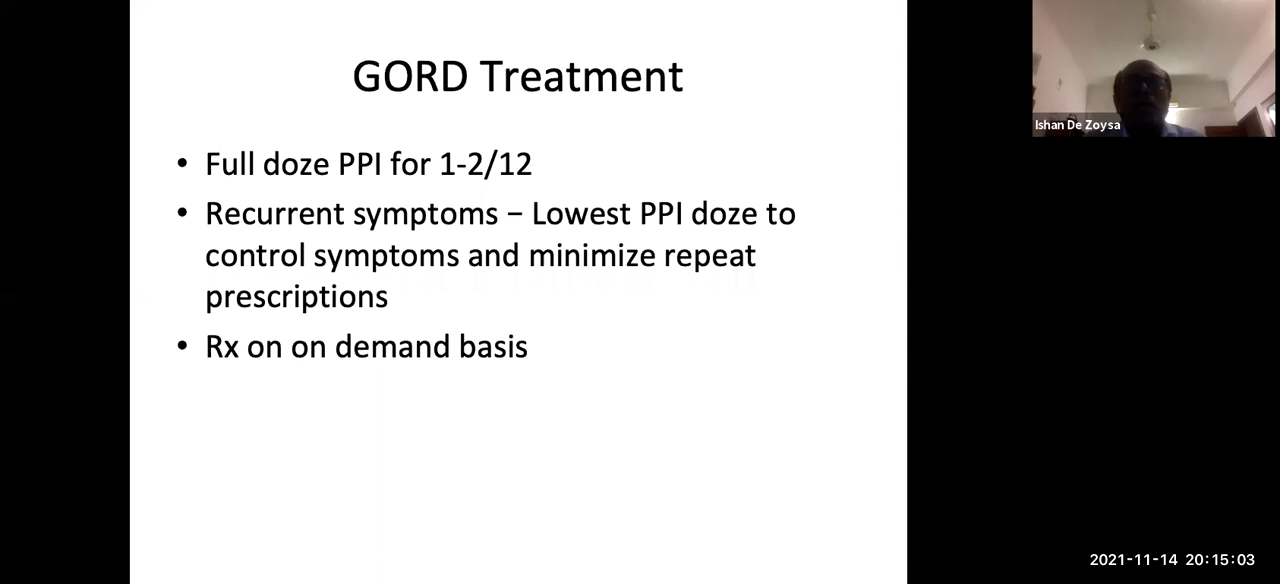 GORD Treatment
• Full doze PPI for 1-2/12
• Recurrent symptoms – Lowest PPI doze to
control symptoms and minimize repeat
prescriptions
• Rx on on demand basis
Ishan De Zoysa
2021-11-14 20:15:03